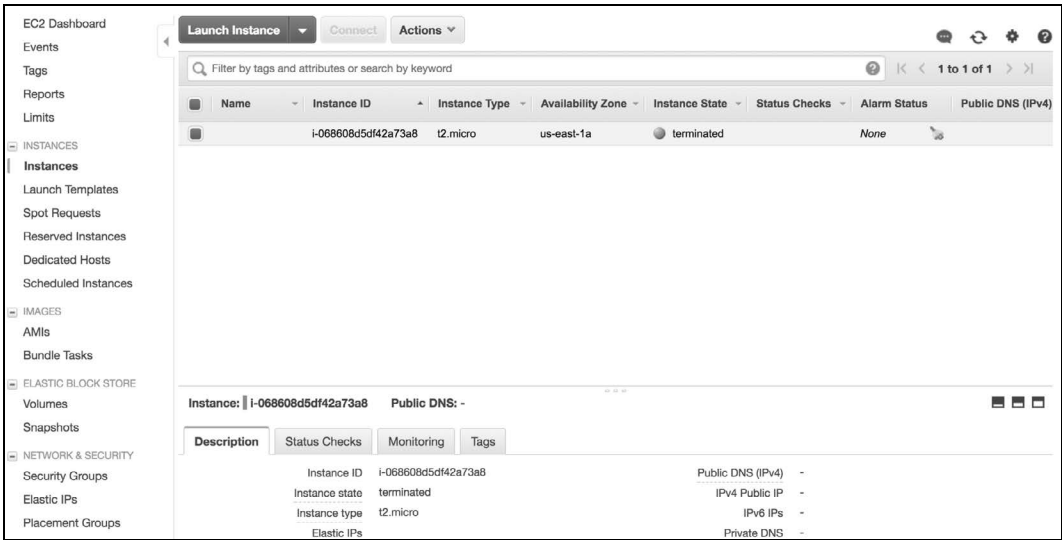 EC2 Dashboard
Events
Tags
Reports
Limits
INSTANCES
Instances
Launch Templates
Spot Requests
Reserved Instances
Dedicated Hosts
Scheduled Instances
IMAGES
AMIs
Bundle Tasks
ELASTIC BLOCK STORE
Volumes
Snapshots
NETWORK & SECURITY
Security Groups
Elastic IPs
Placement Groups
Launch Instance Connect Actions
Filter by tags and attributes or search by keyword 1 to 1 of 1
Name Instance ID Instance Type Availability Zone Instance State Status Checks Alarm Status Public DNS (IPv4)
i-068608d5df42a73a8 t2.micro us-east-1a terminated None
Instance: i-068608d5df42a73a8 Public DNS: -
Description Status Checks Monitoring Tags
Instance ID i-068608d5df42a73a8 Public DNS (IPv4) -
Instance state terminated IPv4 Public IP -
Instance type t2.micro IPv6 IPs -
Elastic IPs Private DNS -